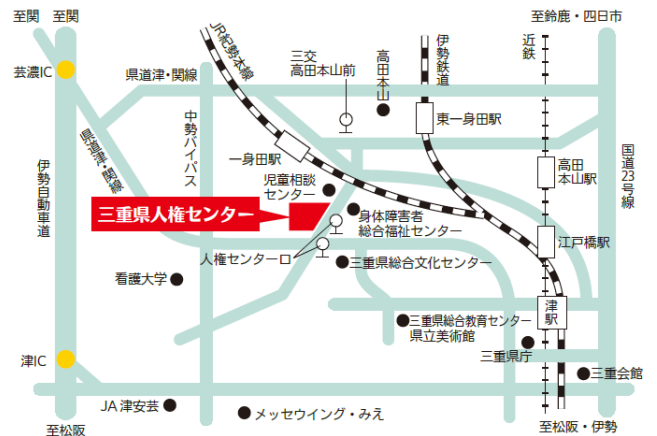 至関 至関
至鈴鹿・四日市
芸濃IC
県道津・関線
JR紀勢本線
三交
高田本山前
高田本山
伊勢鉄道
近鉄
東一身田駅
県道津・関線
中勢バイパス
一身田駅
国道23号線
高田
本山駅
伊勢自動車道
児童相談
センター
三重県人権センター
身体障害者
総合福祉センター
江戸橋駅
人権センター口
三重県総合文化センター
看護大学
津駅
三重県総合教育センター
県立美術館
三重県庁
津IC
三重会館
JA津安芸
メッセウイング・みえ
至松阪
至松阪・伊勢